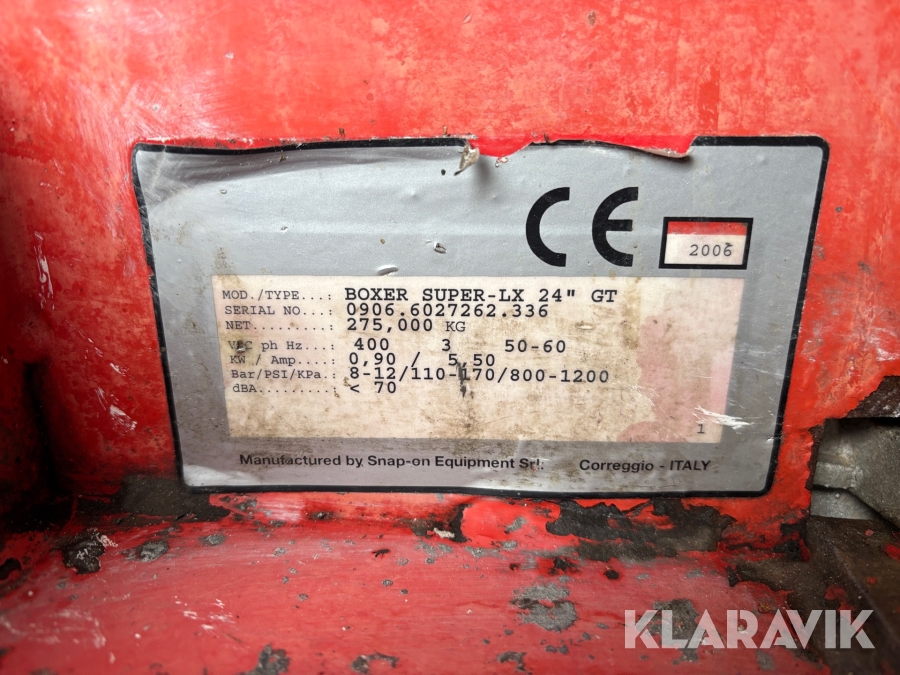 CE
2006
MOD./TYPE...: BOXER SUPER-LX 24" GT
SERIAL NO...: 0906.6027262.336
NET.........: 275,000 KG
VAC ph Hz...: 400 3 50-60
KW / Amp....: 0,90 / 5,50
Bar/PSI/KPa.: 8-12/110-170/800-1200
dBA.........: < 70
1
Manufactured by Snap-on Equipment Srl. Correggio - ITALY
KLARAVIK